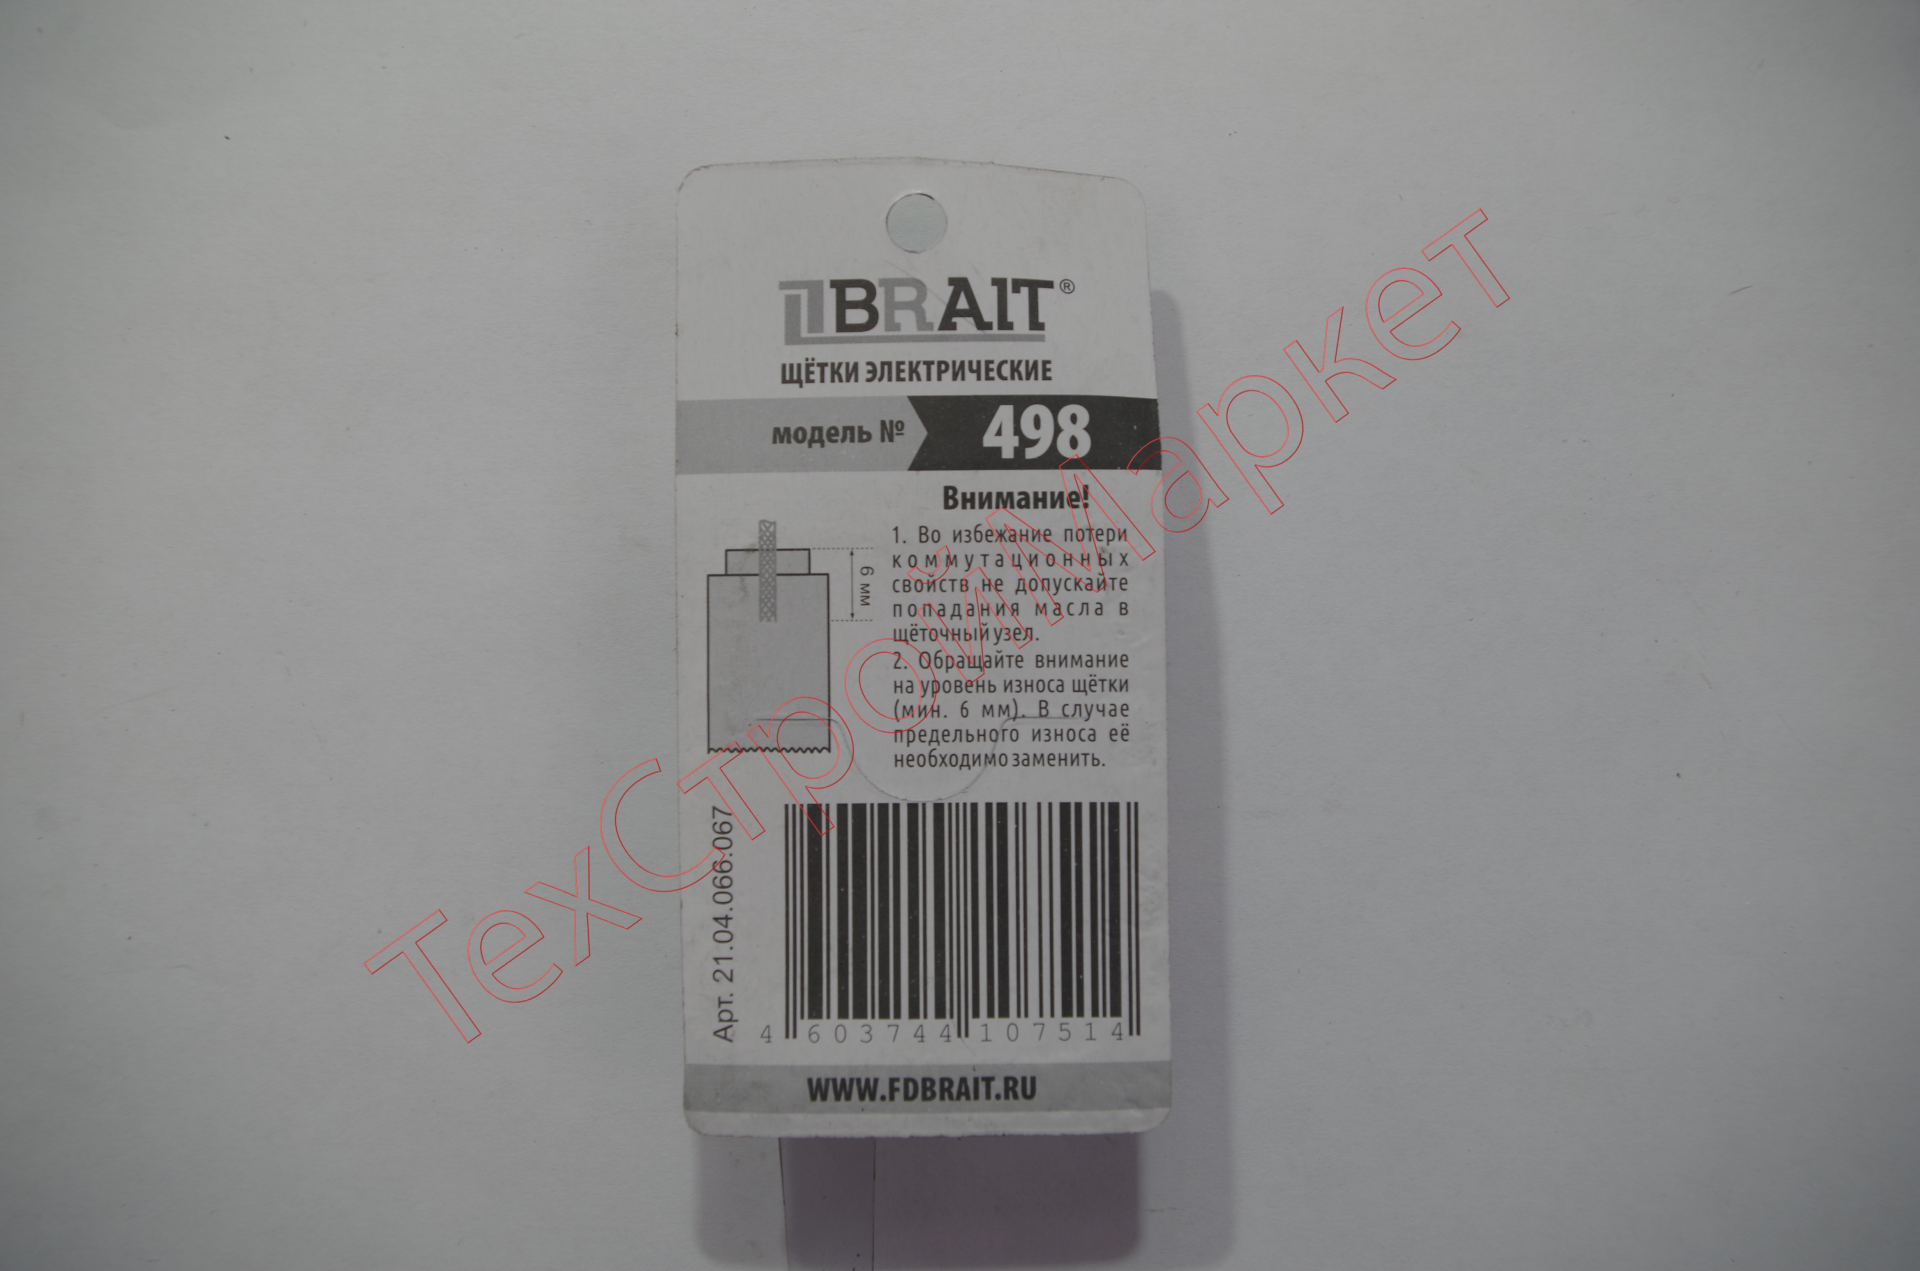 BRAIT®
ЩЁТКИ ЭЛЕКТРИЧЕСКИЕ
модель № 498
Внимание!
1. Во избежание потери
коммутационных
свойств не допускайте
попадания масла в
щёточный узел.
2. Обращайте внимание
на уровень износа щётки
(мин. 6 мм). В случае
предельного износа её
необходимо заменить.
6 мм
Арт. 21.04.066.067
4 603744 107514
WWW.FDBRAIT.RU
ТехСтройМаркет